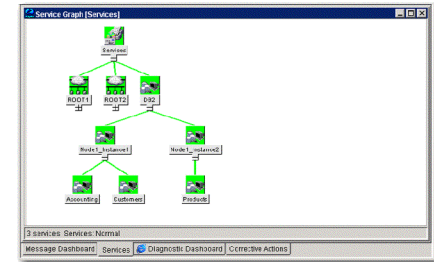 Service Graph [Services]
Services
ROOT1 ROOT2 DB2
Node1_Instance1 Node1_Instance2
Accounting Customers Products
3 services Services: Normal
Message Dashboard Services Diagnostic Dashboard Corrective Actions